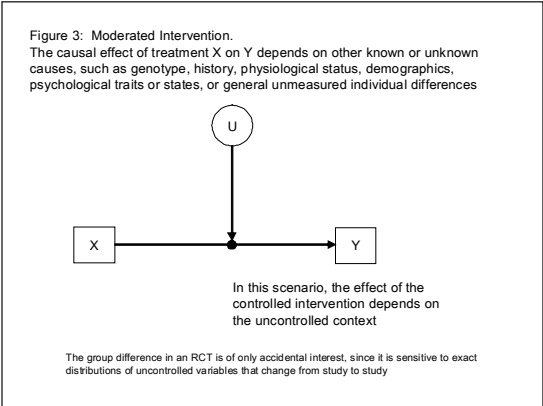 Figure 3:  Moderated Intervention.
The causal effect of treatment X on Y depends on other known or unknown
causes, such as genotype, history, physiological status, demographics,
psychological traits or states, or general unmeasured individual differences
U
X
Y
In this scenario, the effect of the
controlled intervention depends on
the uncontrolled context
The group difference in an RCT is of only accidental interest, since it is sensitive to exact
distributions of uncontrolled variables that change from study to study